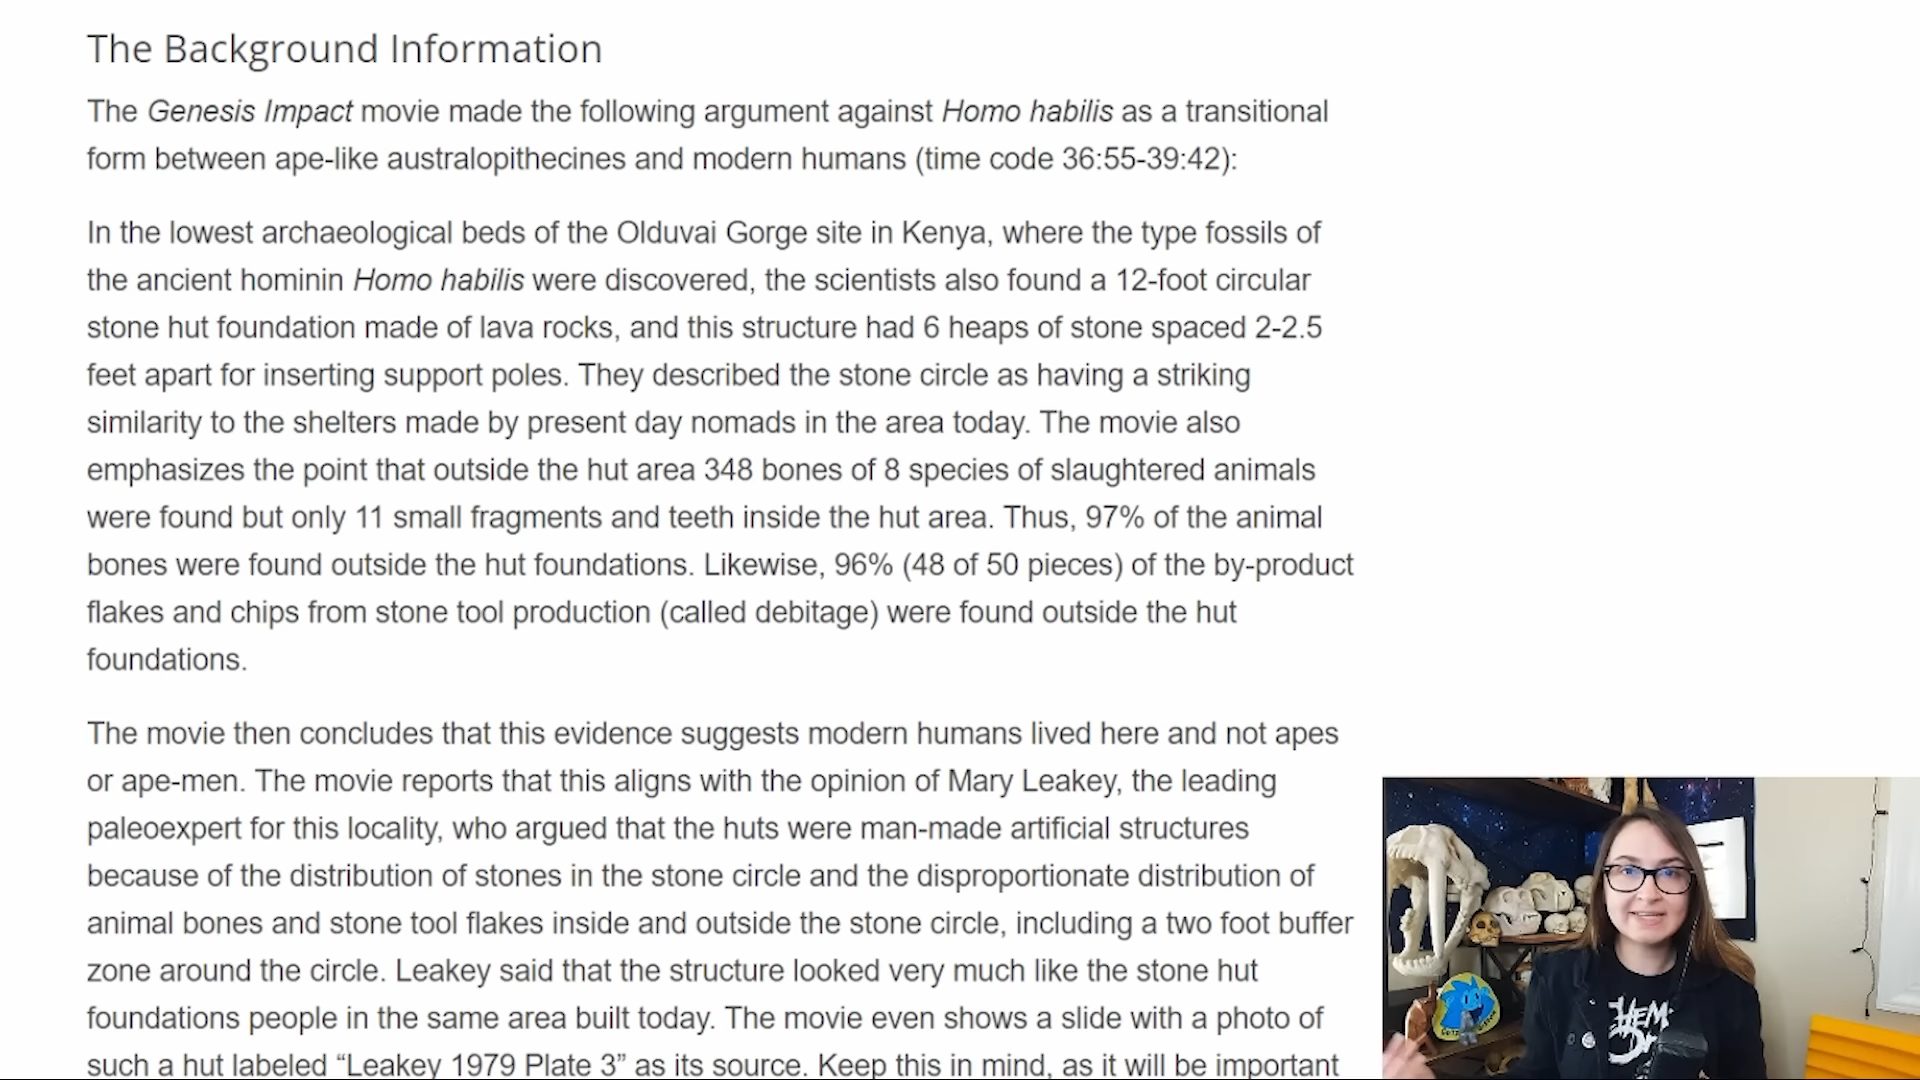 The Background Information
The Genesis Impact movie made the following argument against Homo habilis as a transitional
form between ape-like australopithecines and modern humans (time code 36:55-39:42):
In the lowest archaeological beds of the Olduvai Gorge site in Kenya, where the type fossils of
the ancient hominin Homo habilis were discovered, the scientists also found a 12-foot circular
stone hut foundation made of lava rocks, and this structure had 6 heaps of stone spaced 2-2.5
feet apart for inserting support poles. They described the stone circle as having a striking
similarity to the shelters made by present day nomads in the area today. The movie also
emphasizes the point that outside the hut area 348 bones of 8 species of slaughtered animals
were found but only 11 small fragments and teeth inside the hut area. Thus, 97% of the animal
bones were found outside the hut foundations. Likewise, 96% (48 of 50 pieces) of the by-product
flakes and chips from stone tool production (called debitage) were found outside the hut
foundations.
The movie then concludes that this evidence suggests modern humans lived here and not apes
or ape-men. The movie reports that this aligns with the opinion of Mary Leakey, the leading
paleoexpert for this locality, who argued that the huts were man-made artificial structures
because of the distribution of stones in the stone circle and the disproportionate distribution of
animal bones and stone tool flakes inside and outside the stone circle, including a two foot buffer
zone around the circle. Leakey said that the structure looked very much like the stone hut
foundations people in the same area built today. The movie even shows a slide with a photo of
such a hut labeled “Leakey 1979 Plate 3” as its source. Keep this in mind, as it will be important